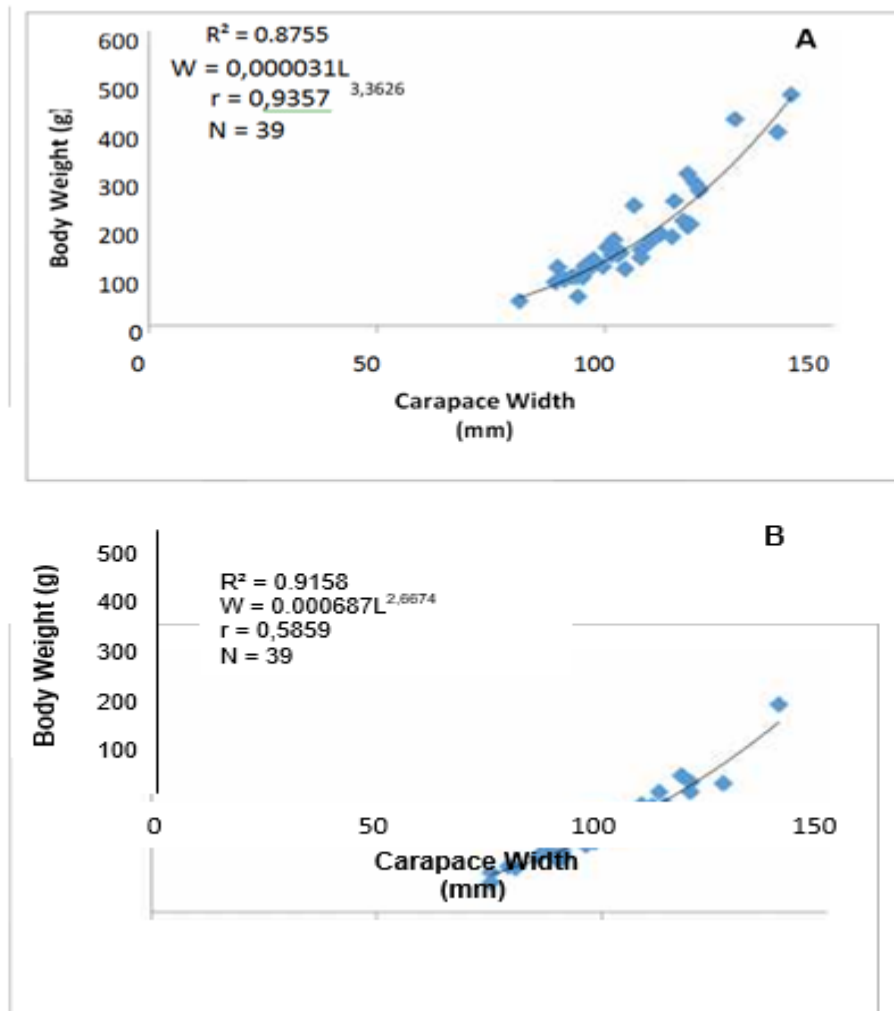 A
R² = 0.8755
W = 0,000031L
3,3626
r = 0,9357
N = 39
600
500
400
300
200
100
0
Body Weight (g)
0 50 100 150
Carapace Width
(mm)
B
R² = 0.9158
W = 0.000687L2,6674
r = 0,5859
N = 39
500
400
300
200
100
Body Weight (g)
0 50 100 150
Carapace Width
(mm)